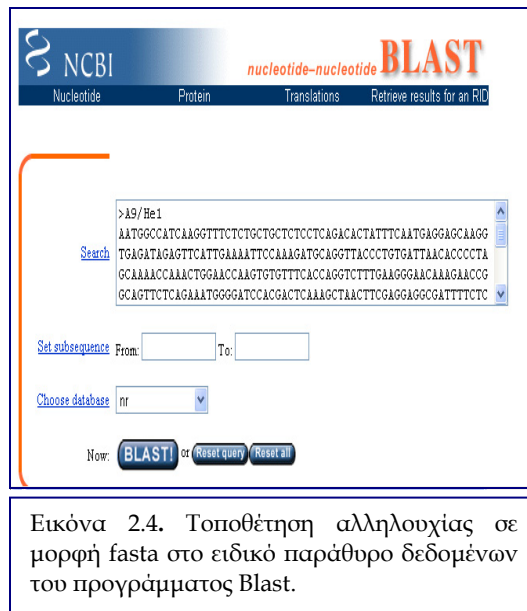 NCBI
nucleotide-nucleotide BLAST
Nucleotide Protein Translations Retrieve results for an RID
>A9/He1
AATGGCCATCAAGGTTTCTCTGCTGCTCTCCTCAGACACTATTTCAATGAGGAGCAAGG
Search TGAGATAGAGTTCATTGAAAATTCCAAAGATGCAGGTTACCCTGTGATTAACACCCCTA
GCAAAACCAAACTGGAACCAAGTGTGTTTCACCAGGTCTTTGAAGGGAACAAAGAACCG
GCAGTTCTCAGAAATGGGGATCCACGACTCAAAGCTAACTTCGAGGAGGCGATTTTCTC
Set subsequence From: To:
Choose database nr
Now: BLAST! or Reset query Reset all
Εικόνα 2.4. Τοποθέτηση αλληλουχίας σε
μορφή fasta στο ειδικό παράθυρο δεδομένων
του προγράμματος Blast.